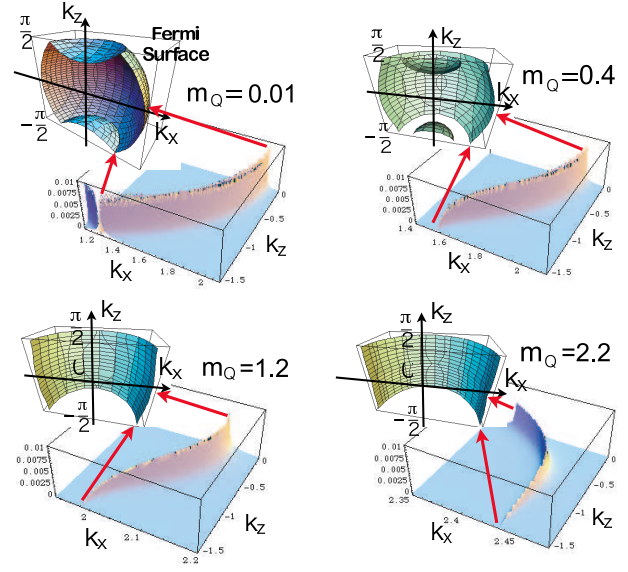 k_z
π/2
Fermi
Surface
m_Q = 0.01
-π/2
k_x
0.01
0.0075
0.005
0.0025
0
1.2
1.4
1.6
1.8
2
k_x
0
-0.5
-1
-1.5
k_z
π/2
k_z
m_Q = 0.4
k_x
-π/2
0.01
0.0075
0.005
0.0025
0
1.4
1.6
1.8
2
k_x
0
-0.5
-1
-1.5
k_z
π/2
k_z
k_x
m_Q = 1.2
-π/2
0.01
0.0075
0.005
0.0025
0
2
2.1
2.2
k_x
0
-0.5
-1
-1.5
k_z
π/2
k_z
k_x
m_Q = 2.2
-π/2
0.01
0.0075
0.005
0.0025
0
2.35
2.4
2.45
k_x
0
-0.5
-1
-1.5
k_z